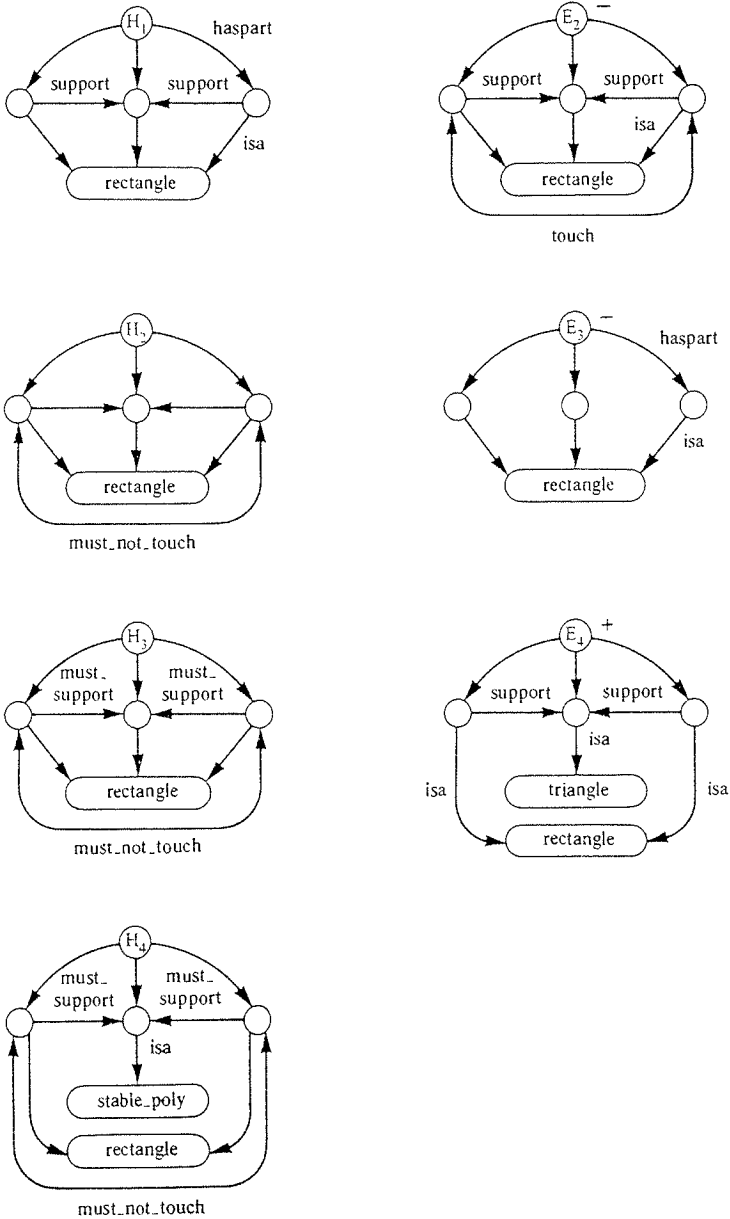 H1
haspart
support support
isa
rectangle
E2 −
support support
isa
rectangle
touch
H2
rectangle
must_not_touch
E3 −
haspart
isa
rectangle
H3
must_ must_
support support
rectangle
must_not_touch
E4 +
support support
isa
triangle
isa isa
rectangle
H4
must_ must_
support support
isa
stable_poly
rectangle
must_not_touch